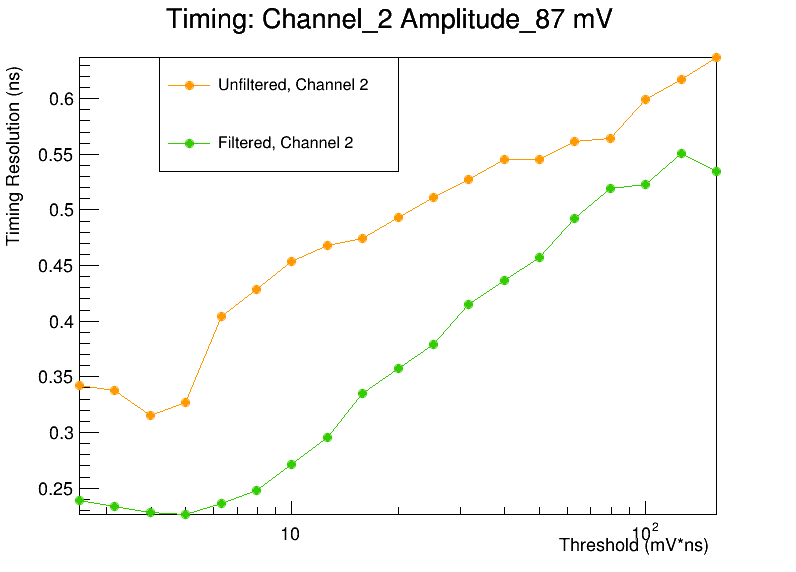 Timing: Channel_2 Amplitude_87 mV
Timing Resolution (ns)
Unfiltered, Channel 2
Filtered, Channel 2
0.6
0.55
0.5
0.45
0.4
0.35
0.3
0.25
10 10²
Threshold (mV*ns)